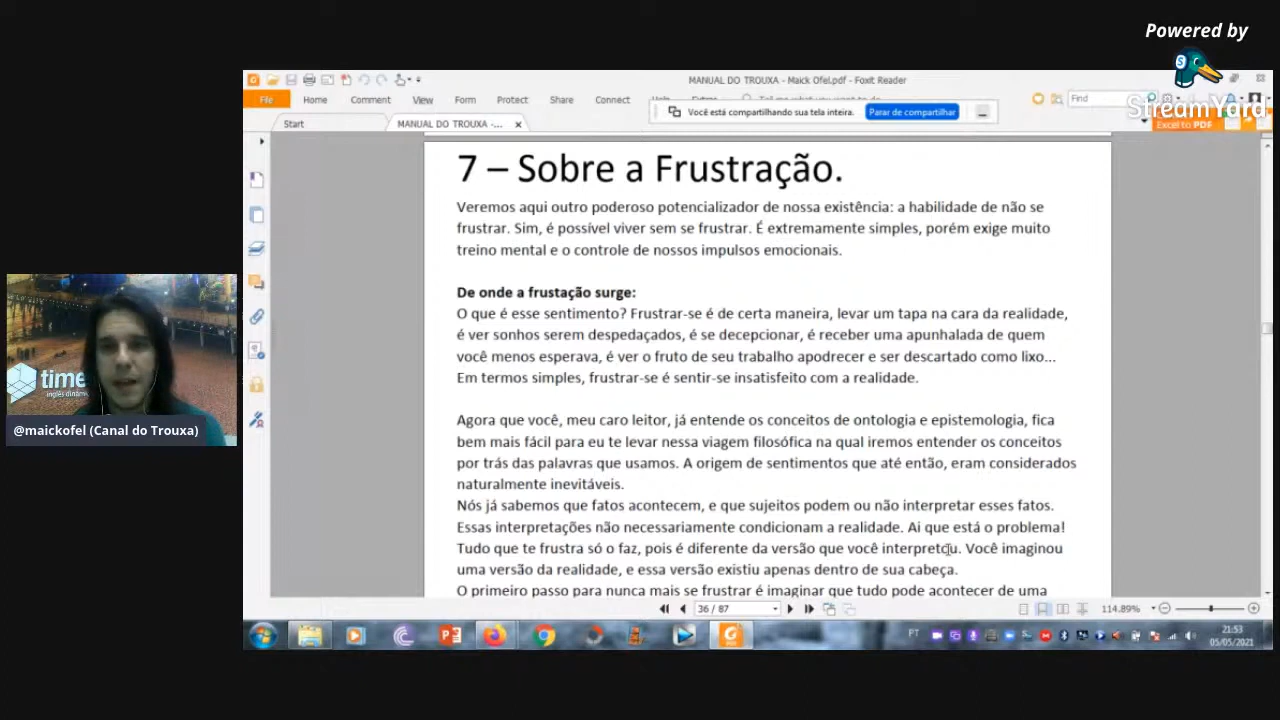 Powered by
StreamYard
MANUAL DO TROUXA - Maick Ofel.pdf - Foxit Reader
File Home Comment View Form Protect Share Connect
Find
Você está compartilhando sua tela inteira. Parar de compartilhar
Excel to PDF
Start MANUAL DO TROUXA -...
7 – Sobre a Frustração.
Veremos aqui outro poderoso potencializador de nossa existência: a habilidade de não se
frustrar. Sim, é possível viver sem se frustrar. É extremamente simples, porém exige muito
treino mental e o controle de nossos impulsos emocionais.
De onde a frustação surge:
O que é esse sentimento? Frustrar-se é de certa maneira, levar um tapa na cara da realidade,
é ver sonhos serem despedaçados, é se decepcionar, é receber uma apunhalada de quem
você menos esperava, é ver o fruto de seu trabalho apodrecer e ser descartado como lixo...
Em termos simples, frustrar-se é sentir-se insatisfeito com a realidade.
Agora que você, meu caro leitor, já entende os conceitos de ontologia e epistemologia, fica
bem mais fácil para eu te levar nessa viagem filosófica na qual iremos entender os conceitos
por trás das palavras que usamos. A origem de sentimentos que até então, eram considerados
naturalmente inevitáveis.
Nós já sabemos que fatos acontecem, e que sujeitos podem ou não interpretar esses fatos.
Essas interpretações não necessariamente condicionam a realidade. Ai que está o problema!
Tudo que te frustra só o faz, pois é diferente da versão que você interpretou. Você imaginou
uma versão da realidade, e essa versão existiu apenas dentro de sua cabeça.
O primeiro passo para nunca mais se frustrar é imaginar que tudo pode acontecer de uma
36 / 87
114.89%
PT
21:53
05/05/2021
time
inglês dinâmico
@maickofel (Canal do Trouxa)